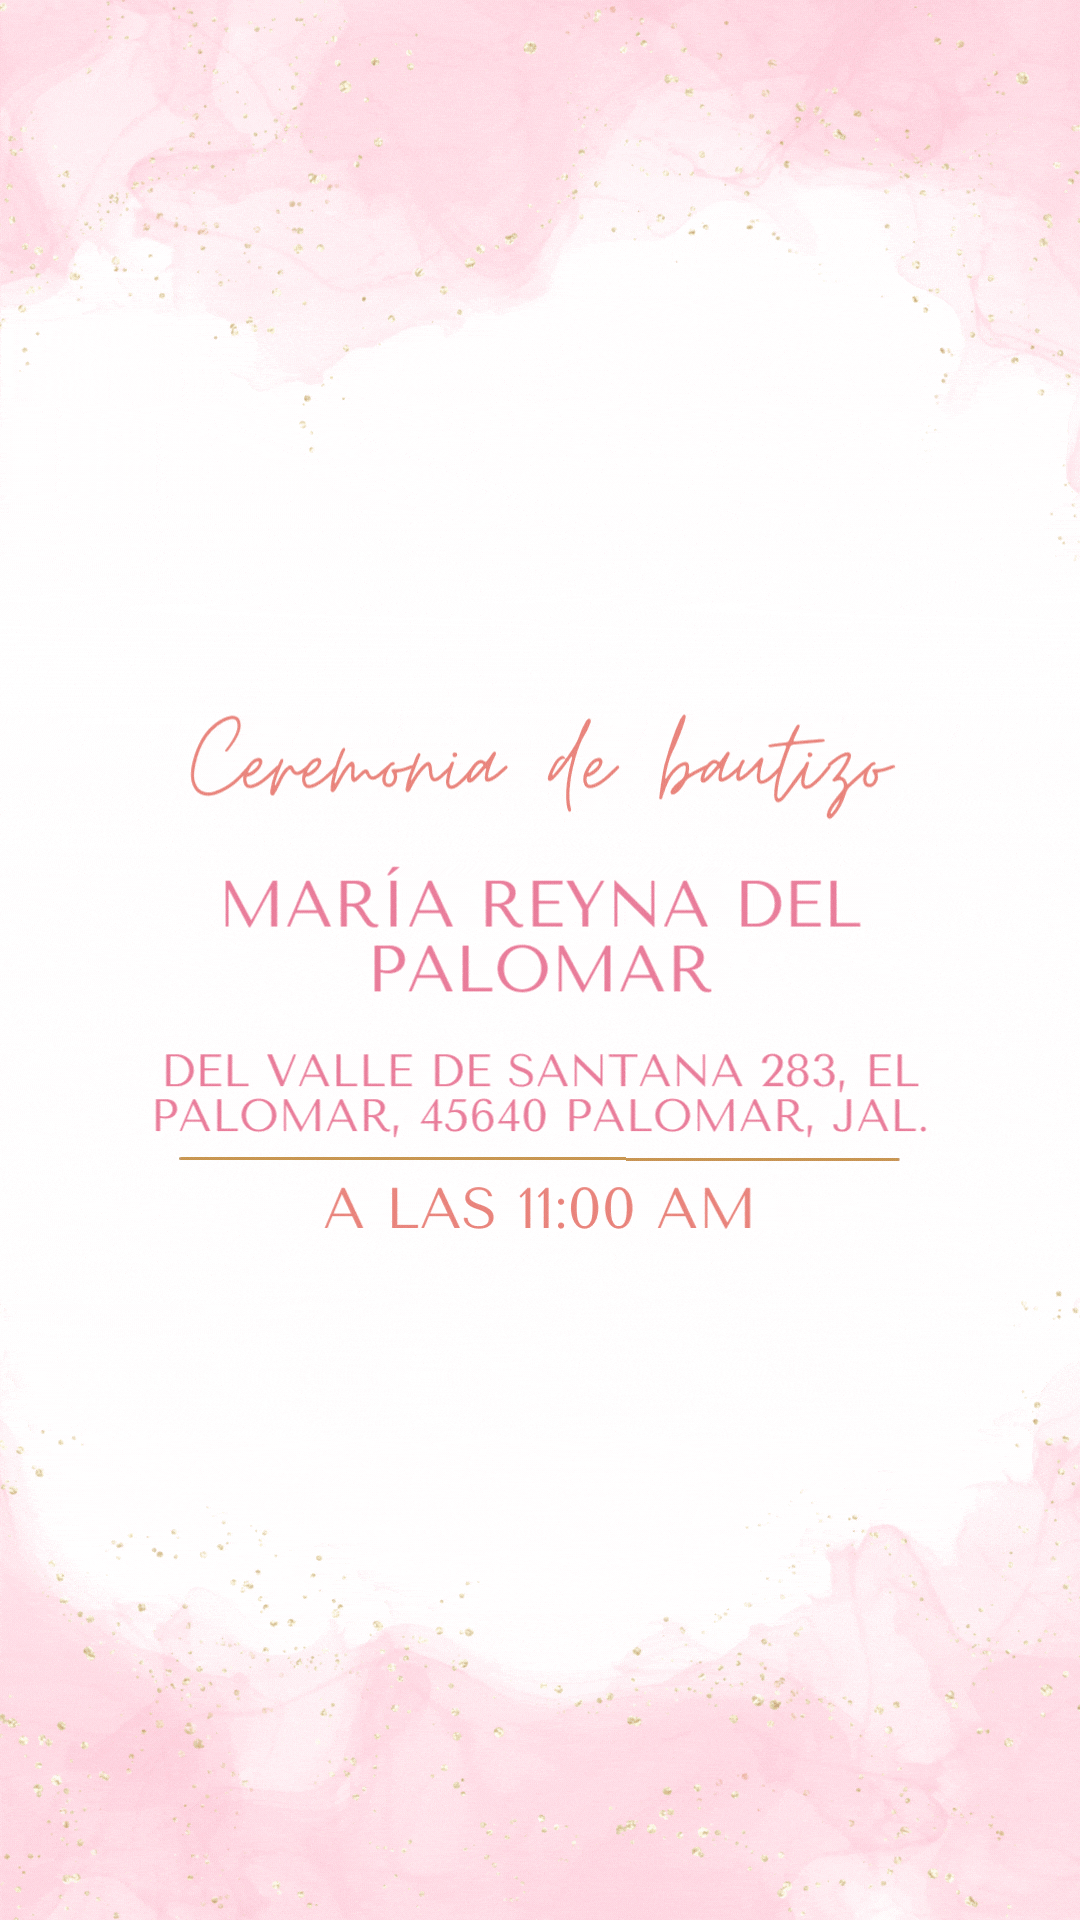 Ceremonia de bautizo
MARÍA REYNA DEL
PALOMAR
DEL VALLE DE SANTANA 283, EL
PALOMAR, 45640 PALOMAR, JAL.
A LAS 11:00 AM